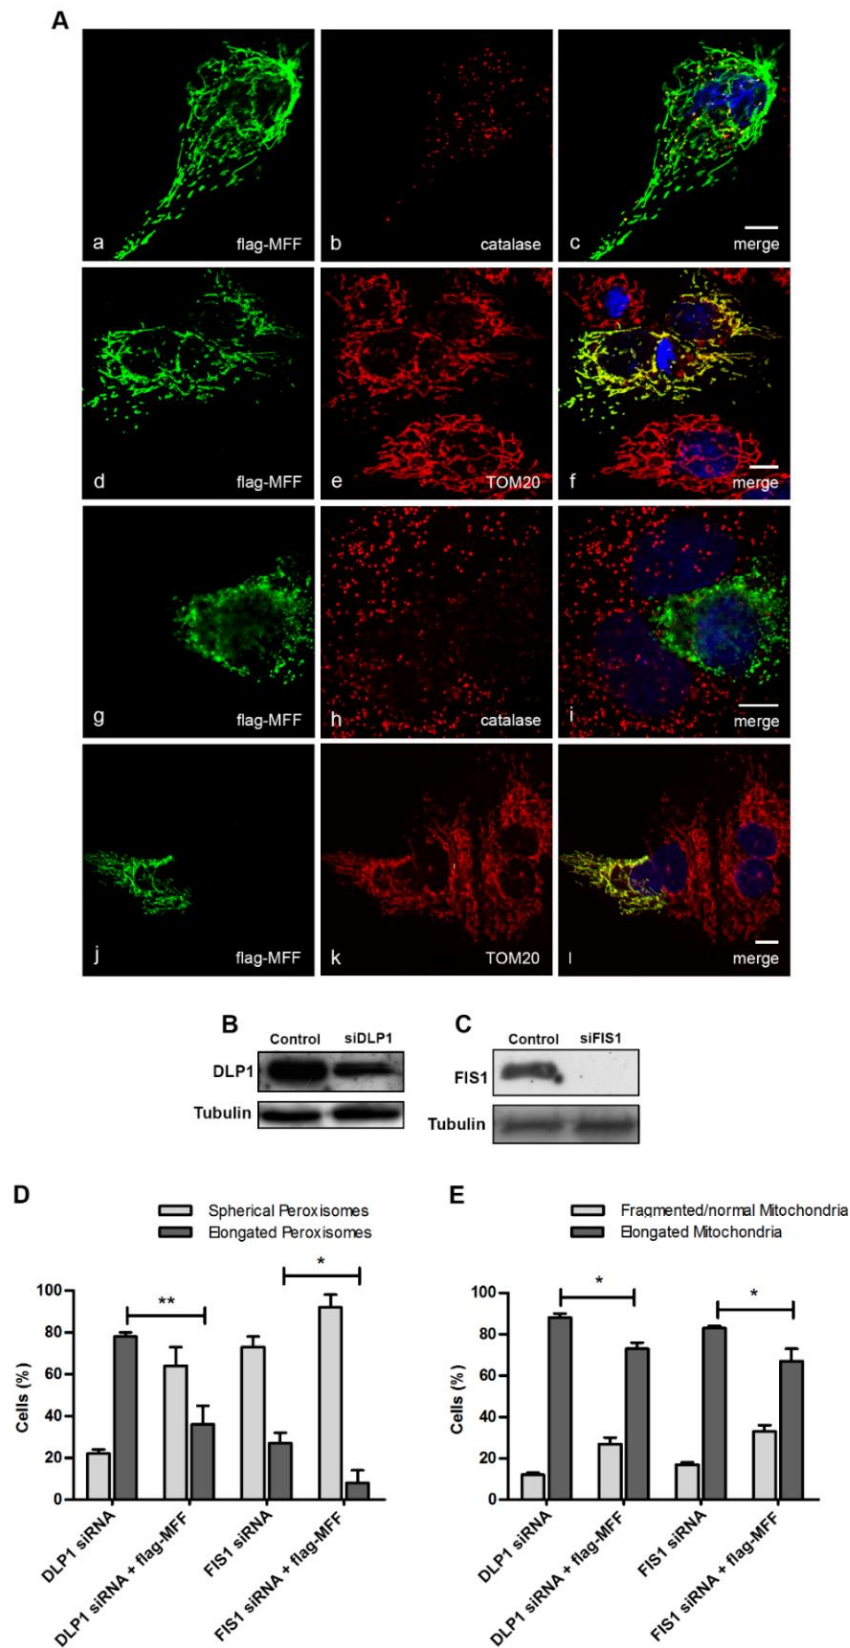 A
a flag-MFF b catalase c merge
d flag-MFF e TOM20 f merge
g flag-MFF h catalase i merge
j flag-MFF k TOM20 l merge
B
Control siDLP1
DLP1
Tubulin
C
Control siFIS1
FIS1
Tubulin
D
Spherical Peroxisomes
Elongated Peroxisomes
**
*
Cells (%)
100
80
60
40
20
0
DLP1 siRNA
DLP1 siRNA + flag-MFF
FIS1 siRNA
FIS1 siRNA + flag-MFF
E
Fragmented/normal Mitochondria
Elongated Mitochondria
*
*
Cells (%)
100
80
60
40
20
0
DLP1 siRNA
DLP1 siRNA + flag-MFF
FIS1 siRNA
FIS1 siRNA + flag-MFF